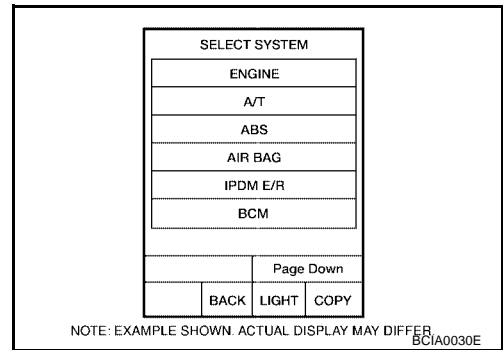 SELECT SYSTEM
ENGINE
A/T
ABS
AIR BAG
IPDM E/R
BCM
Page Down
BACK LIGHT COPY
NOTE: EXAMPLE SHOWN. ACTUAL DISPLAY MAY DIFFER.
BCIA0030E